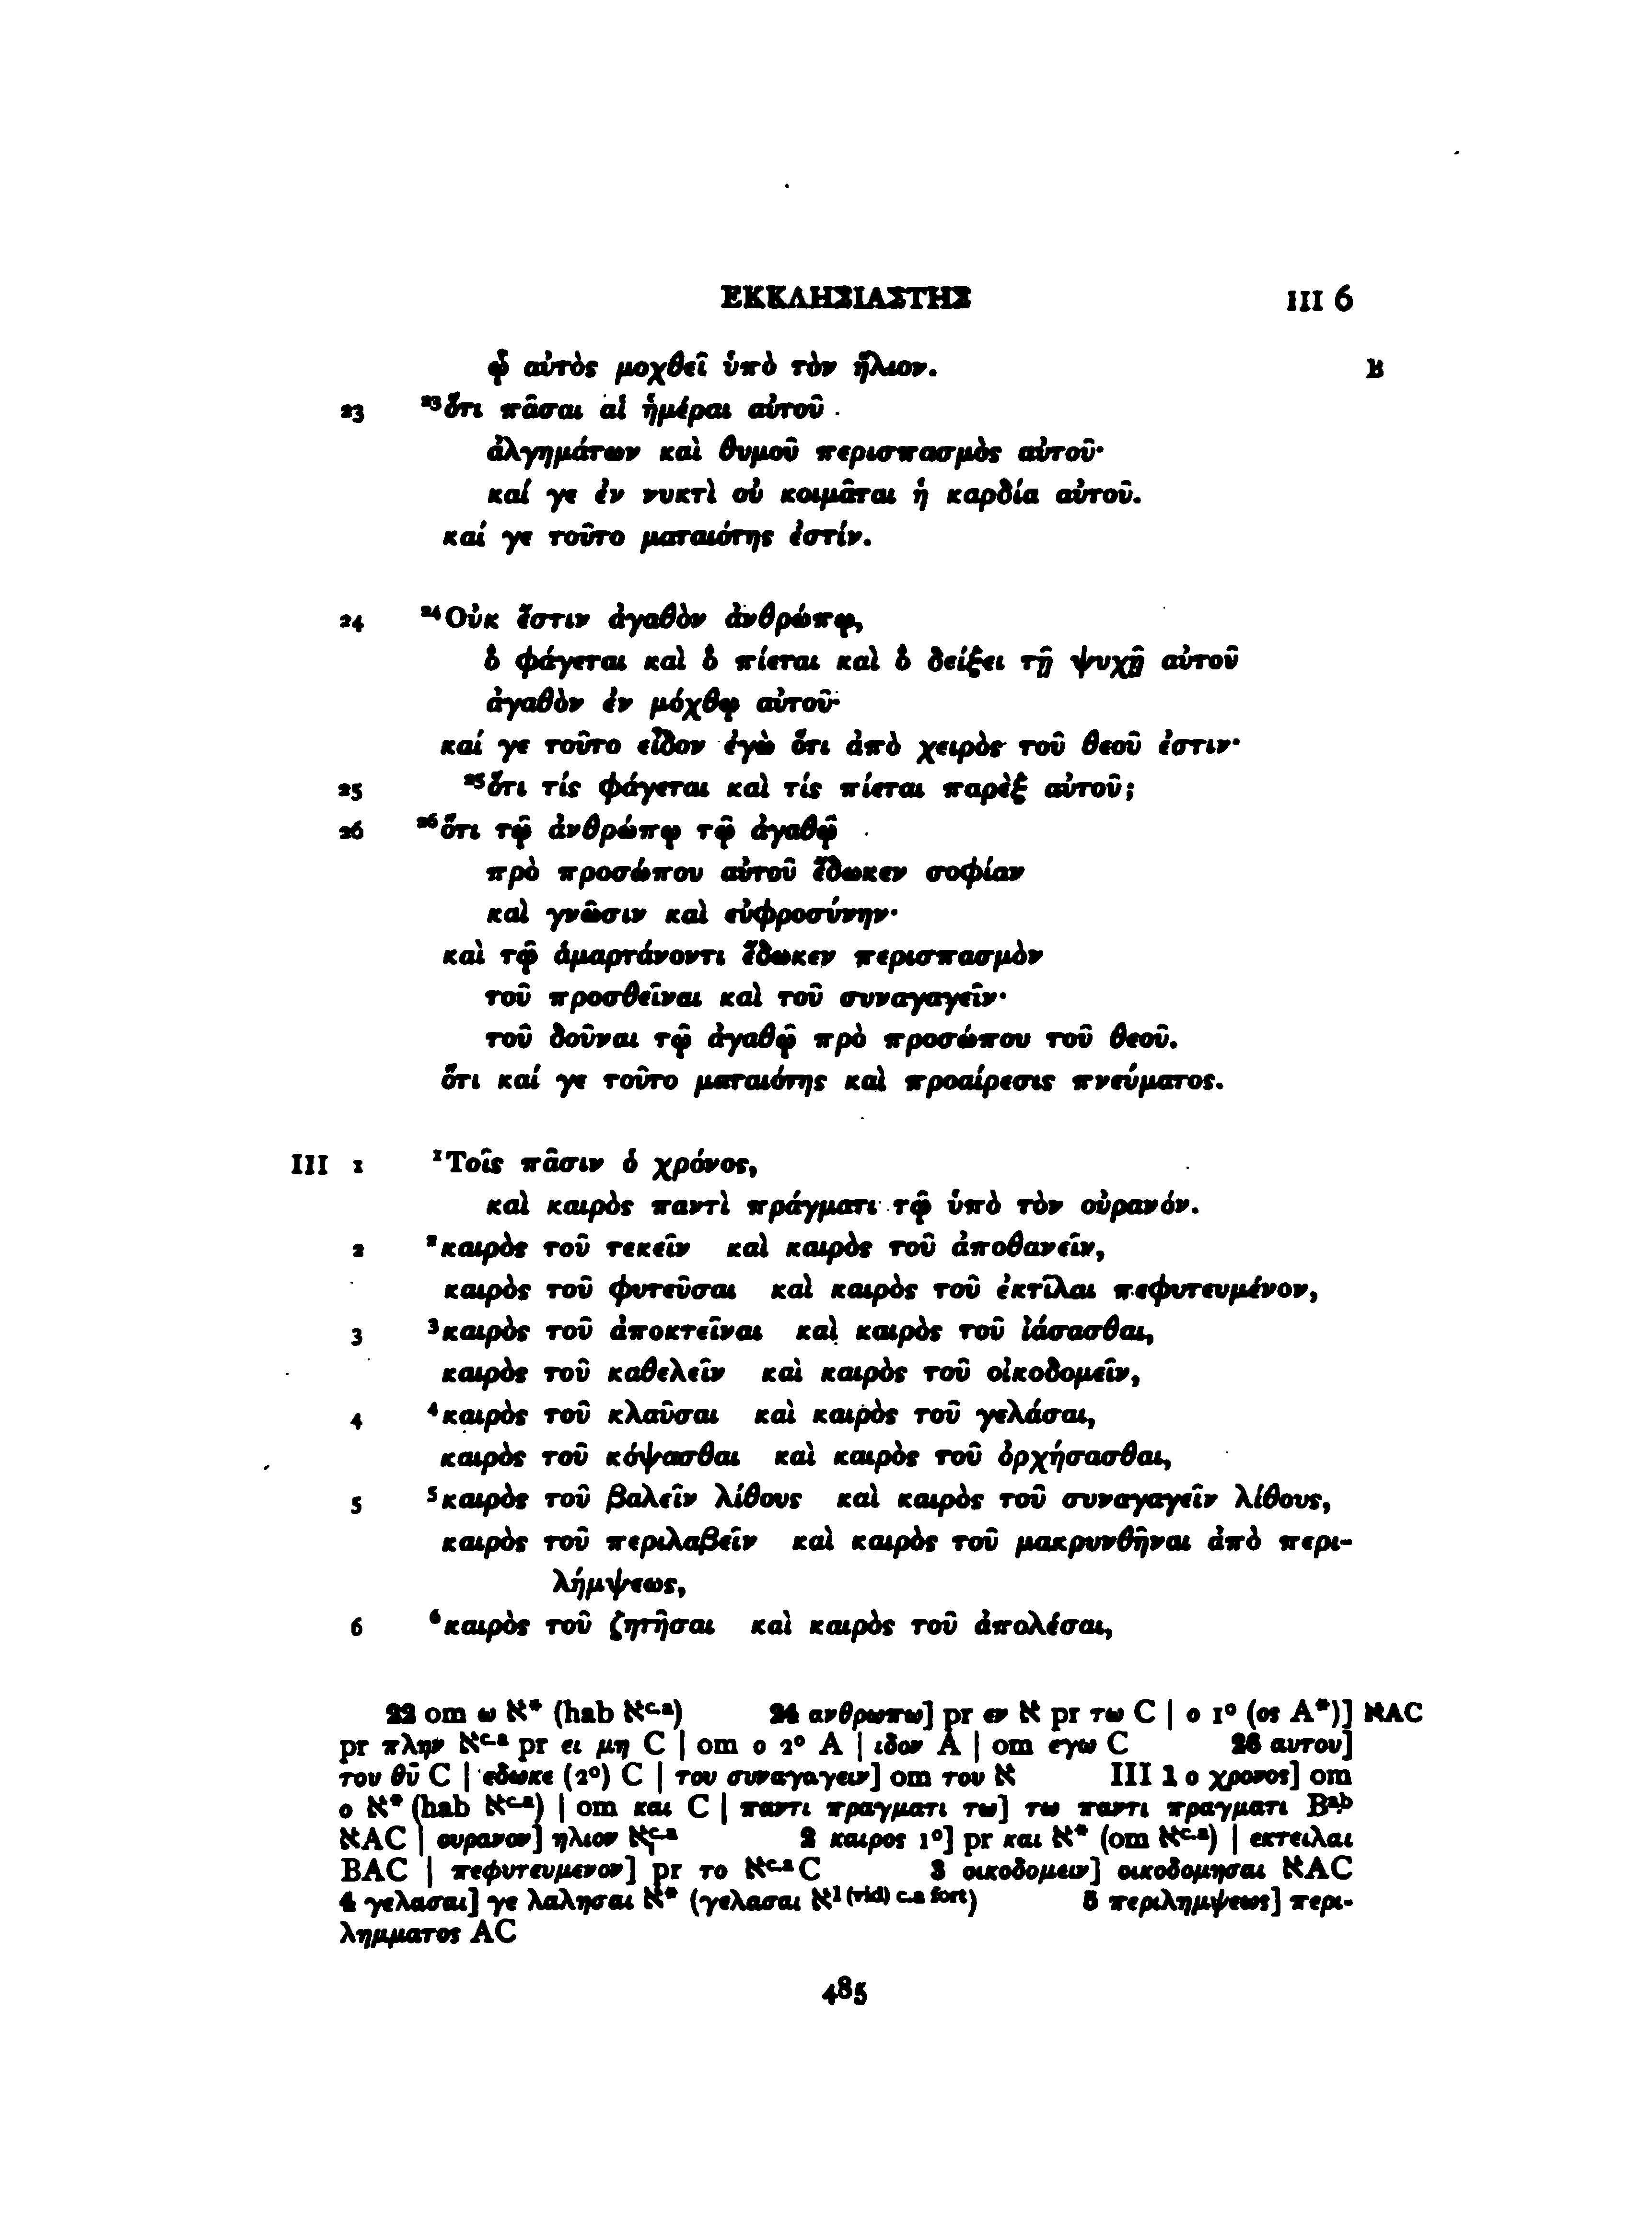 ΕΚΚΛΗΣΙΑΣΤΗΣ III 6
ᾧ αὐτὸς μοχθεῖ ὑπὸ τὸν ἥλιον. B
23 ²³ὅτι πᾶσαι αἱ ἡμέραι αὐτοῦ
ἀλγημάτων καὶ θυμοῦ περισπασμὸς αὐτοῦ·
καί γε ἐν νυκτὶ οὐ κοιμᾶται ἡ καρδία αὐτοῦ.
καί γε τοῦτο ματαιότης ἐστίν.
24 ²⁴Οὐκ ἔστιν ἀγαθὸν ἀνθρώπῳ,
ὃ φάγεται καὶ ὃ πίεται καὶ ὃ δείξει τῇ ψυχῇ αὐτοῦ
ἀγαθὸν ἐν μόχθῳ αὐτοῦ·
καί γε τοῦτο εἶδον ἐγὼ ὅτι ἀπὸ χειρὸς τοῦ θεοῦ ἐστιν·
25 ²⁵ὅτι τίς φάγεται καὶ τίς πίεται παρὲξ αὐτοῦ;
26 ²⁶ὅτι τῷ ἀνθρώπῳ τῷ ἀγαθῷ
πρὸ προσώπου αὐτοῦ ἔδωκεν σοφίαν
καὶ γνῶσιν καὶ εὐφροσύνην·
καὶ τῷ ἁμαρτάνοντι ἔδωκεν περισπασμὸν
τοῦ προσθεῖναι καὶ τοῦ συναγαγεῖν·
τοῦ δοῦναι τῷ ἀγαθῷ πρὸ προσώπου τοῦ θεοῦ.
ὅτι καί γε τοῦτο ματαιότης καὶ προαίρεσις πνεύματος.
III 1 ¹Τοῖς πᾶσιν ὁ χρόνος,
καὶ καιρὸς παντὶ πράγματι τῷ ὑπὸ τὸν οὐρανόν.
2 ²καιρὸς τοῦ τεκεῖν καὶ καιρὸς τοῦ ἀποθανεῖν,
καιρὸς τοῦ φυτεῦσαι καὶ καιρὸς τοῦ ἐκτῖλαι πεφυτευμένον,
3 ³καιρὸς τοῦ ἀποκτεῖναι καὶ καιρὸς τοῦ ἰάσασθαι,
καιρὸς τοῦ καθελεῖν καὶ καιρὸς τοῦ οἰκοδομεῖν,
4 ⁴καιρὸς τοῦ κλαῦσαι καὶ καιρὸς τοῦ γελάσαι,
καιρὸς τοῦ κόψασθαι καὶ καιρὸς τοῦ ὀρχήσασθαι,
5 ⁵καιρὸς τοῦ βαλεῖν λίθους καὶ καιρὸς τοῦ συναγαγεῖν λίθους,
καιρὸς τοῦ περιλαβεῖν καὶ καιρὸς τοῦ μακρυνθῆναι ἀπὸ περι-
λήμψεως,
6 ⁶καιρὸς τοῦ ζητῆσαι καὶ καιρὸς τοῦ ἀπολέσαι,
22 om ω ℵ* (hab ℵᶜ·ᵃ) 24 ανθρωπω] pr εν ℵ pr τω C | ο 1° (os A*)] ℵAC
pr πλην ℵᶜ·ᵃ pr ει μη C | om ο 2° A | ιδον A | om εγω C 26 αυτου]
του θῡ C | εδωκε (2°) C | του συναγαγειν] om του ℵ III 1 ο χρονος] om
ο ℵ* (hab ℵᶜ·ᵃ) | om και C | παντι πραγματι τω] τω παντι πραγματι Bᵃᵇ
ℵAC | ουρανον] ηλιον ℵᶜ·ᵃ 2 καιρος 1°] pr και ℵ* (om ℵᶜ·ᵃ) | εκτειλαι
BAC | πεφυτευμενον] pr το ℵᶜ·ᵃ C 3 οικοδομειν] οικοδομησαι ℵAC
4 γελασαι] γε λαλησαι ℵ* (γελασαι ℵ¹ ⁽ᵛⁱᵈ⁾ ᶜ·ᵃ ᶠᵒʳᵗ) 5 περιλημψεως] περι-
λημματος AC
485